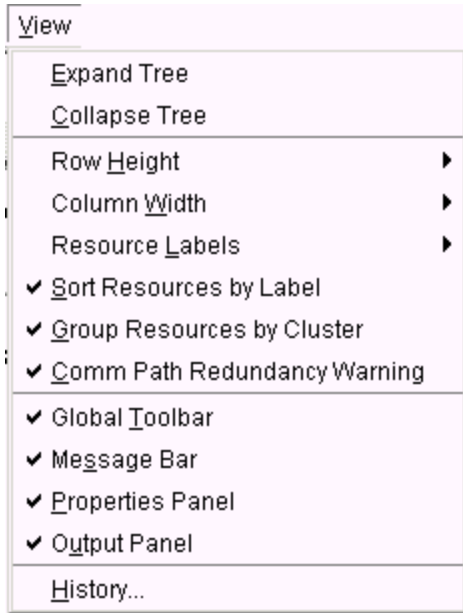 View
Expand Tree
Collapse Tree
Row Height
Column Width
Resource Labels
Sort Resources by Label
Group Resources by Cluster
Comm Path Redundancy Warning
Global Toolbar
Message Bar
Properties Panel
Output Panel
History...